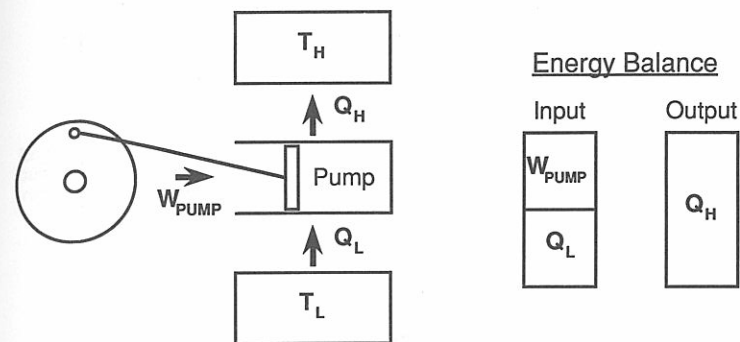 T_H
Q_H
Pump
W_PUMP
Q_L
T_L
Energy Balance
Input Output
W_PUMP
Q_L
Q_H